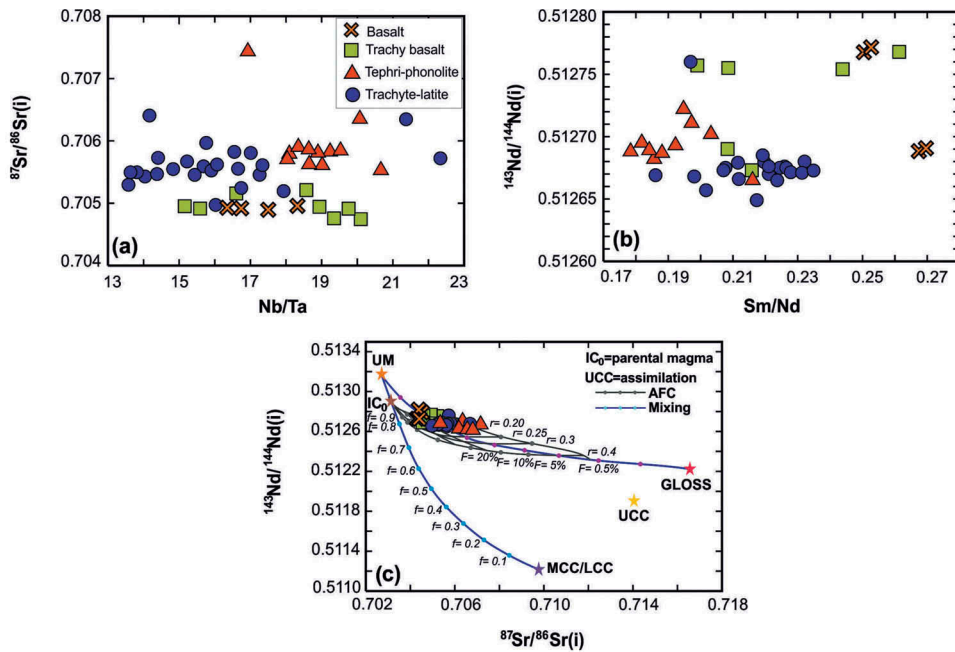 0.708
0.707
0.706
0.705
0.704
87Sr/86Sr(i)
Basalt
Trachy basalt
Tephri-phonolite
Trachyte-latite
(a)
13 15 17 19 21 23
Nb/Ta
0.51280
0.51275
0.51270
0.51265
0.51260
143Nd/144Nd(i)
(b)
0.17 0.19 0.21 0.23 0.25 0.27
Sm/Nd
0.5134
0.5130
0.5126
0.5122
0.5118
0.5114
0.5110
143Nd/144Nd(i)
UM
IC0
IC0=parental magma
UCC=assimilation
AFC
Mixing
f= 0.9
f= 0.8
f= 0.7
f= 0.6
f= 0.5
f= 0.4
f= 0.3
f= 0.2
f= 0.1
r= 0.20
r= 0.25
r= 0.3
r= 0.4
F= 20%
F= 10%
F= 5%
F= 0.5%
GLOSS
UCC
MCC/LCC
(c)
0.702 0.706 0.710 0.714 0.718
87Sr/86Sr(i)